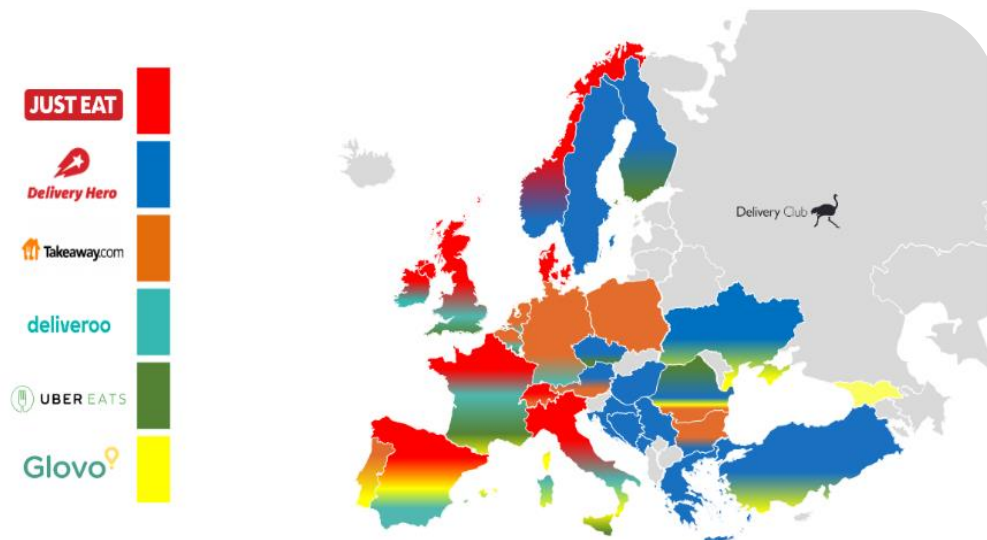 JUST EAT
Delivery Hero
Takeaway.com
deliveroo
UBER EATS
Glovo
Delivery Club